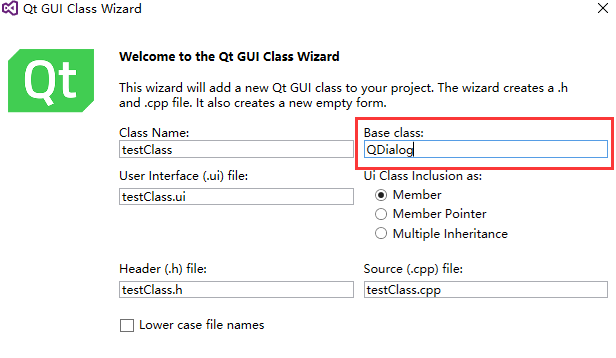 Qt GUI Class Wizard
Qt
Welcome to the Qt GUI Class Wizard
This wizard will add a new Qt GUI class to your project. The wizard creates a .h
and .cpp file. It also creates a new empty form.
Class Name:
Base class:
testClass
QDialog
User Interface (.ui) file:
Ui Class Inclusion as:
testClass.ui
Member
Member Pointer
Multiple Inheritance
Header (.h) file:
Source (.cpp) file:
testClass.h
testClass.cpp
Lower case file names